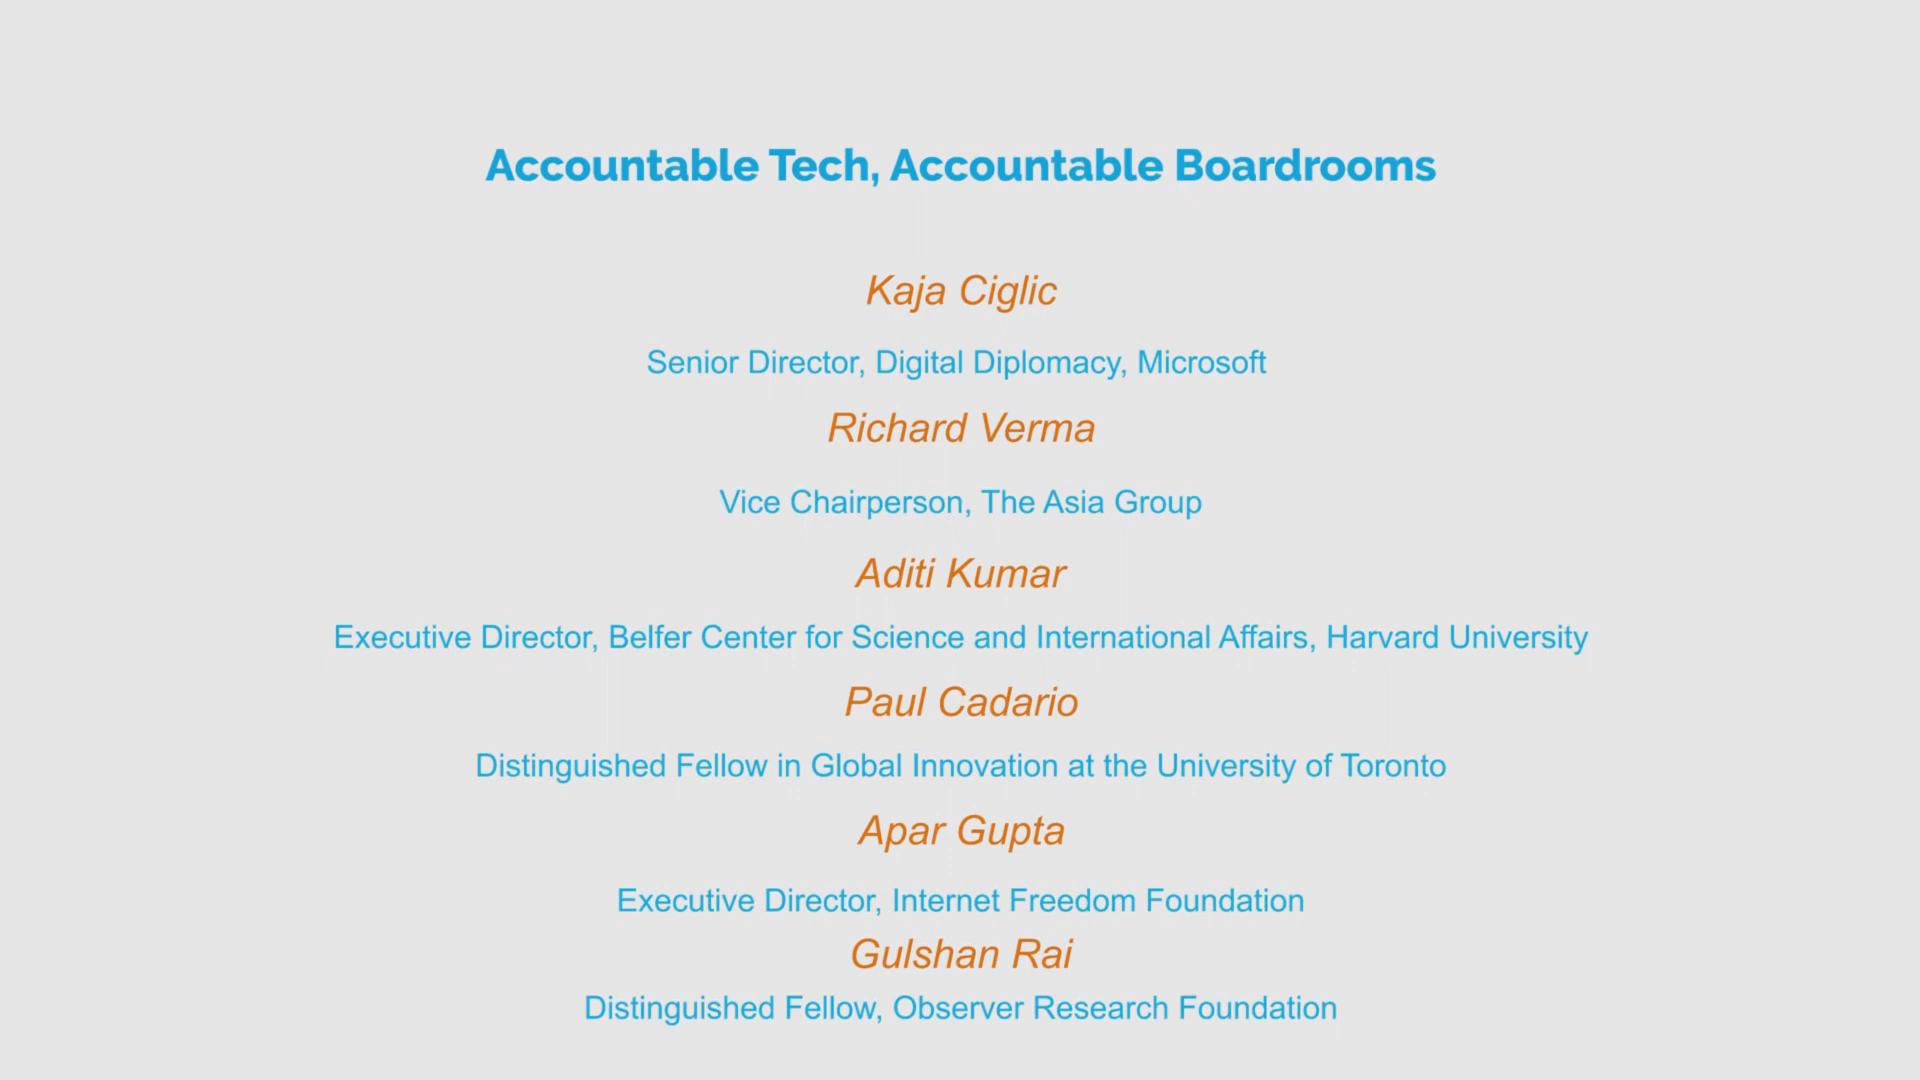 Accountable Tech, Accountable Boardrooms
Kaja Ciglic
Senior Director, Digital Diplomacy, Microsoft
Richard Verma
Vice Chairperson, The Asia Group
Aditi Kumar
Executive Director, Belfer Center for Science and International Affairs, Harvard University
Paul Cadario
Distinguished Fellow in Global Innovation at the University of Toronto
Apar Gupta
Executive Director, Internet Freedom Foundation
Gulshan Rai
Distinguished Fellow, Observer Research Foundation